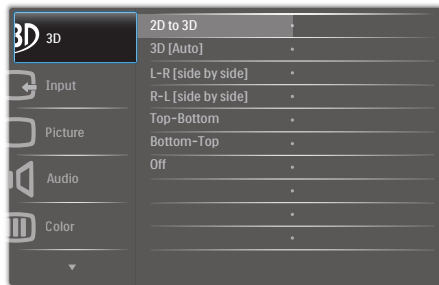 3D 3D
Input
Picture
Audio
Color
2D to 3D
3D [Auto]
L-R [side by side]
R-L [side by side]
Top-Bottom
Bottom-Top
Off